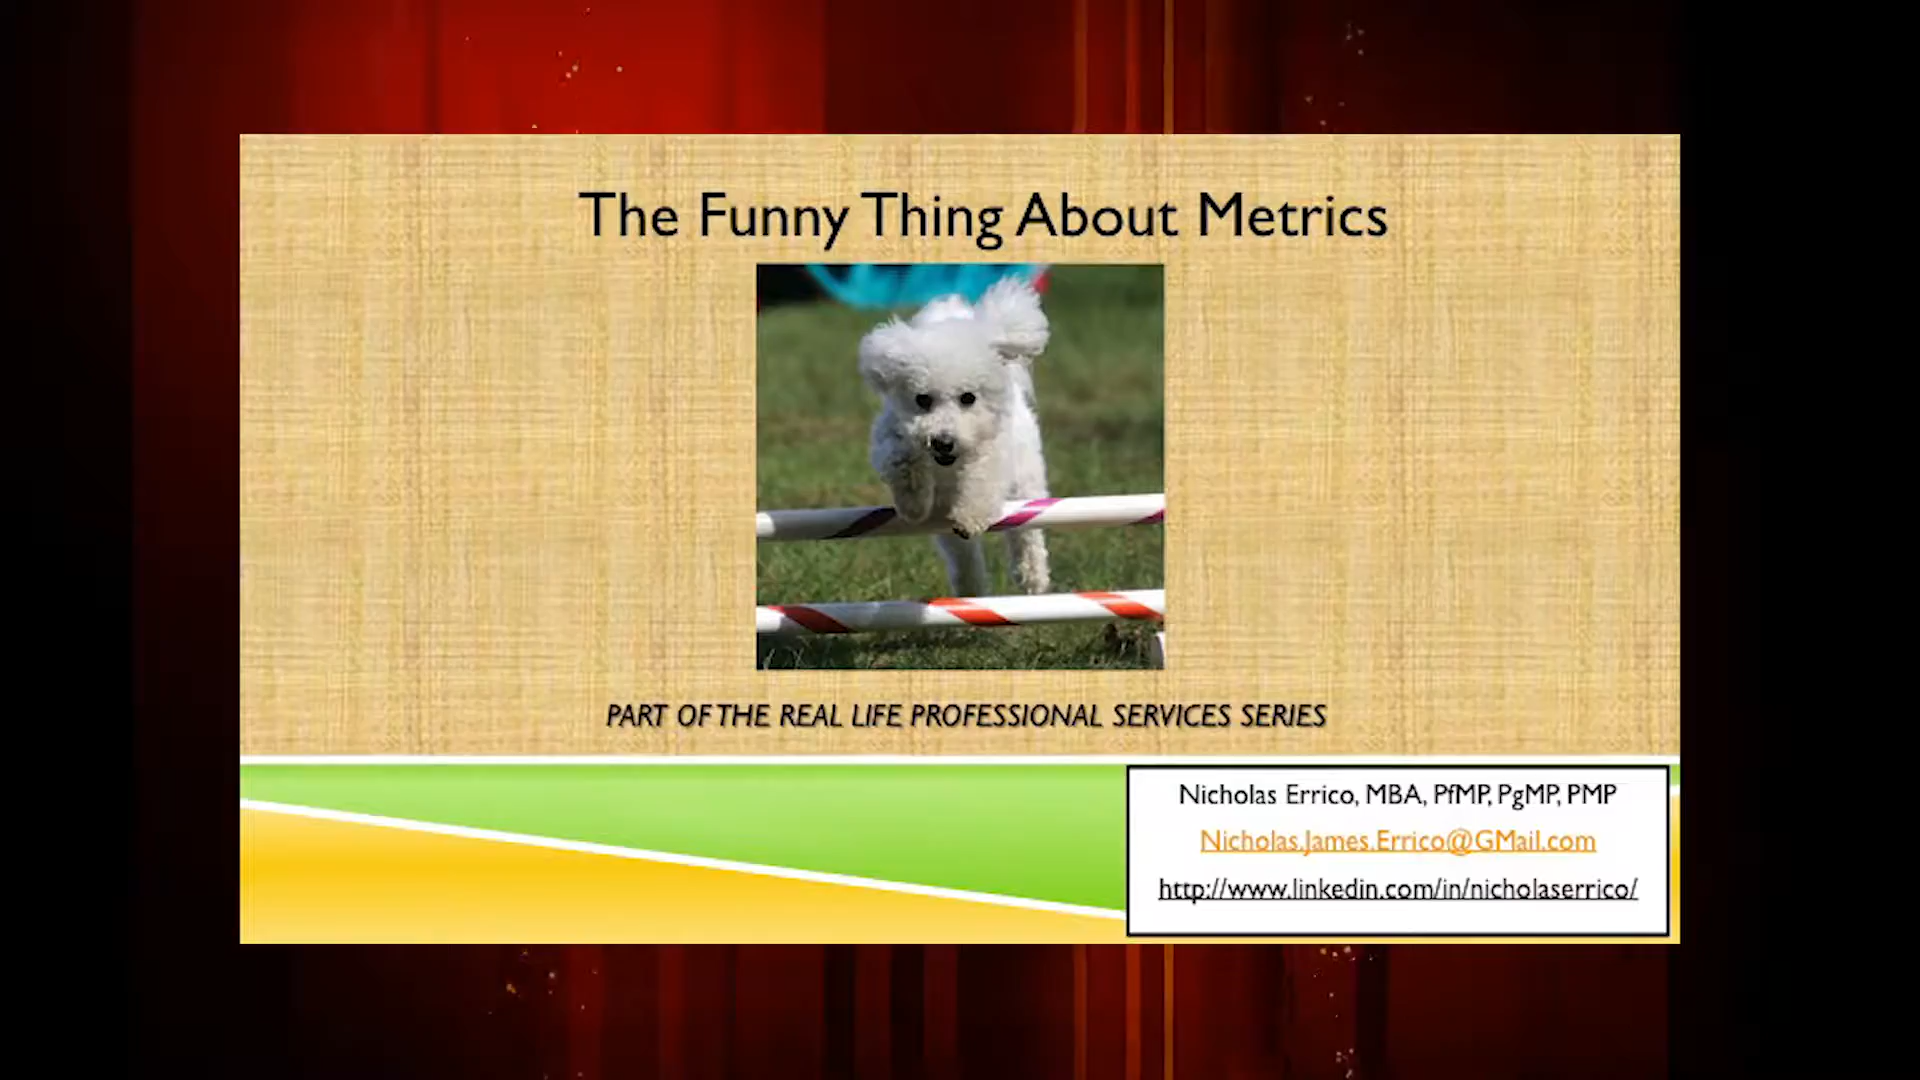 The Funny Thing About Metrics
PART OF THE REAL LIFE PROFESSIONAL SERVICES SERIES
Nicholas Errico, MBA, PfMP, PgMP, PMP
Nicholas.James.Errico@GMail.com
http://www.linkedin.com/in/nicholaserrico/